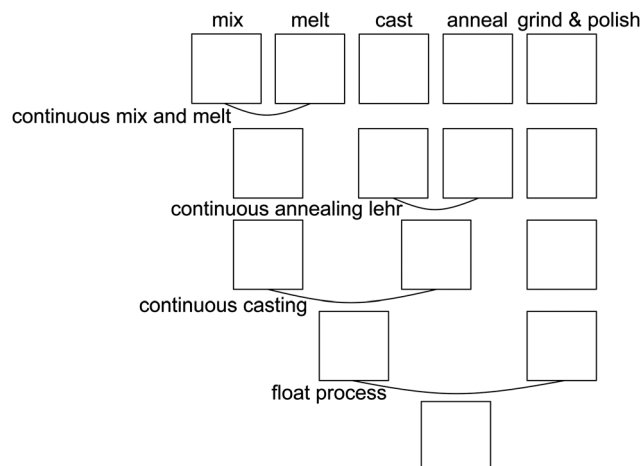 mix melt cast anneal grind & polish
continuous mix and melt
continuous annealing lehr
continuous casting
float process